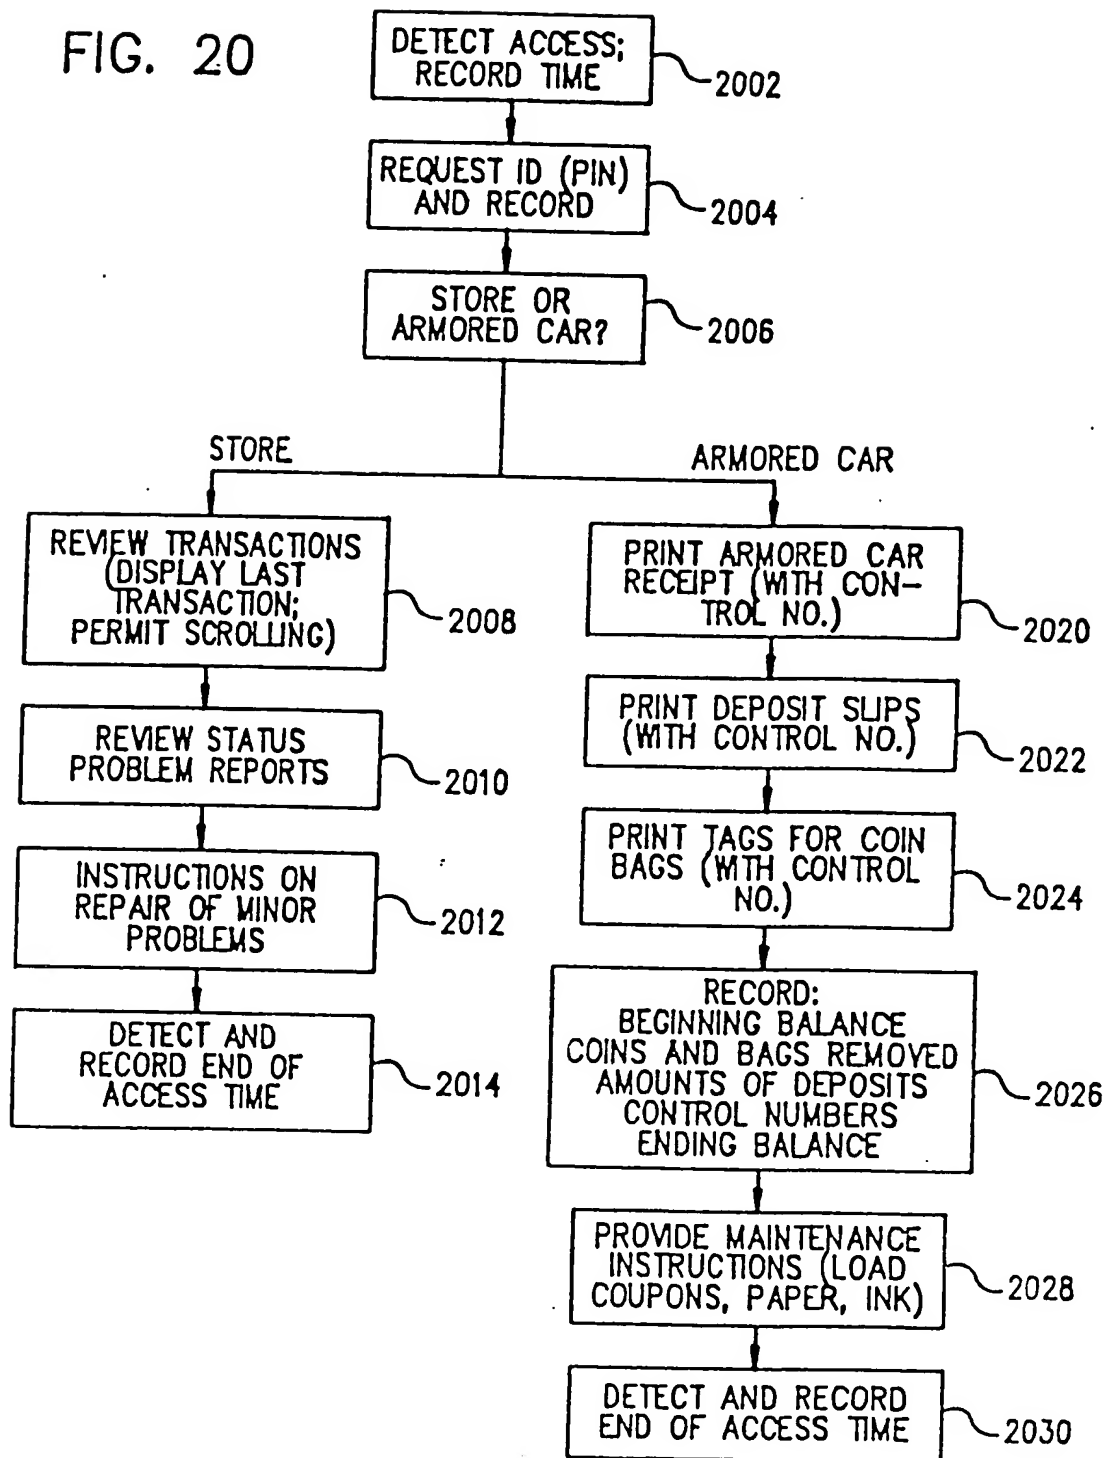 FIG. 20
DETECT ACCESS;
RECORD TIME
2002
REQUEST ID (PIN)
AND RECORD
2004
STORE OR
ARMORED CAR?
2006
STORE
ARMORED CAR
REVIEW TRANSACTIONS
(DISPLAY LAST
TRANSACTION;
PERMIT SCROLLING)
2008
REVIEW STATUS
PROBLEM REPORTS
2010
INSTRUCTIONS ON
REPAIR OF MINOR
PROBLEMS
2012
DETECT AND
RECORD END OF
ACCESS TIME
2014
PRINT ARMORED CAR
RECEIPT (WITH CON-
TROL NO.)
2020
PRINT DEPOSIT SLIPS
(WITH CONTROL NO.)
2022
PRINT TAGS FOR COIN
BAGS (WITH CONTROL
NO.)
2024
RECORD:
BEGINNING BALANCE
COINS AND BAGS REMOVED
AMOUNTS OF DEPOSITS
CONTROL NUMBERS
ENDING BALANCE
2026
PROVIDE MAINTENANCE
INSTRUCTIONS (LOAD
COUPONS, PAPER, INK)
2028
DETECT AND RECORD
END OF ACCESS TIME
2030